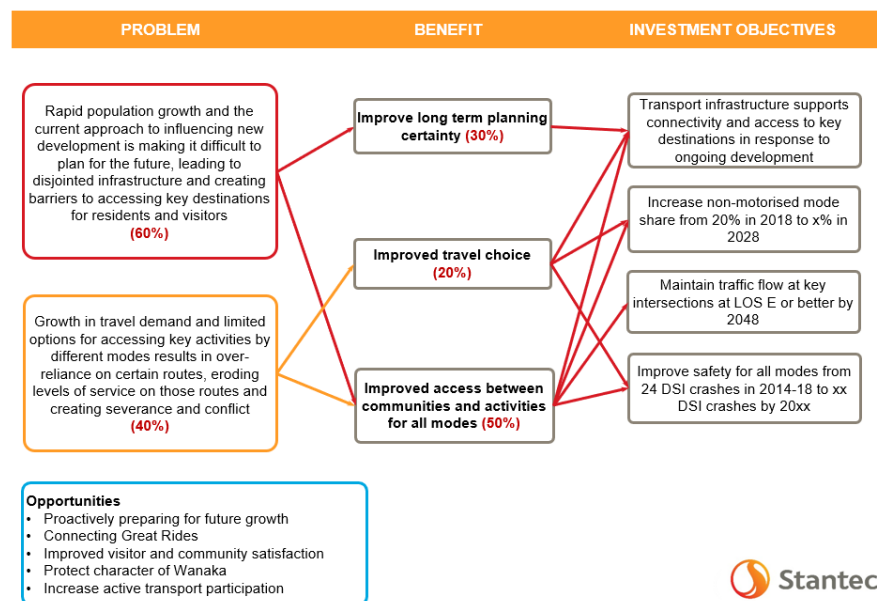 PROBLEM
BENEFIT
INVESTMENT OBJECTIVES
Rapid population growth and the
current approach to influencing new
development is making it difficult to
plan for the future, leading to
disjointed infrastructure and creating
barriers to accessing key destinations
for residents and visitors
(60%)
Growth in travel demand and limited
options for accessing key activities by
different modes results in over-
reliance on certain routes, eroding
levels of service on those routes and
creating severance and conflict
(40%)
Improve long term planning
certainty (30%)
Improved travel choice
(20%)
Improved access between
communities and activities
for all modes (50%)
Transport infrastructure supports
connectivity and access to key
destinations in response to
ongoing development
Increase non-motorised mode
share from 20% in 2018 to x% in
2028
Maintain traffic flow at key
intersections at LOS E or better by
2048
Improve safety for all modes from
24 DSI crashes in 2014-18 to xx
DSI crashes by 20xx
Opportunities
• Proactively preparing for future growth
• Connecting Great Rides
• Improved visitor and community satisfaction
• Protect character of Wanaka
• Increase active transport participation
Stantec